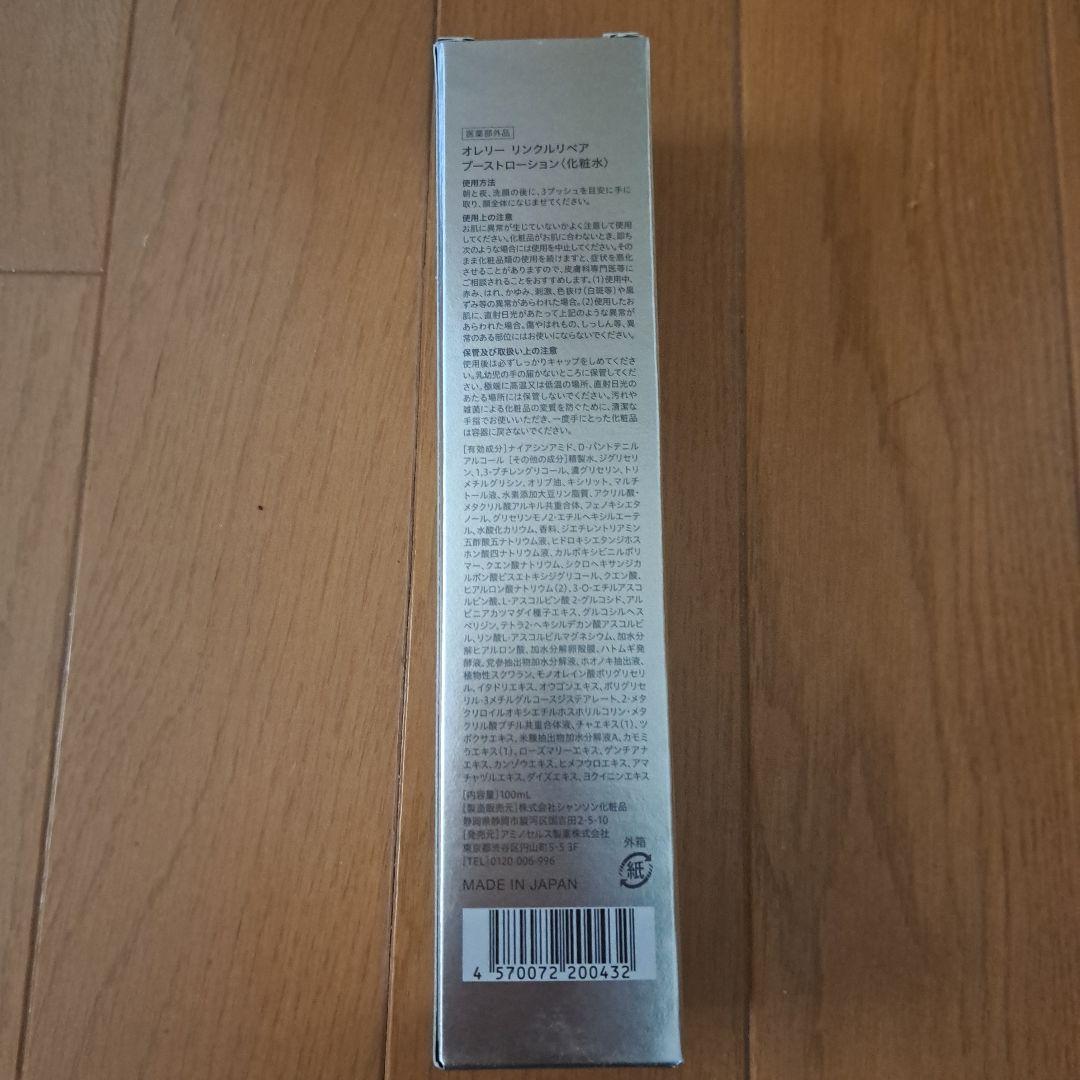 医薬部外品
オレリー リンクルリペア
ブーストローション〈化粧水〉
使用方法
朝と夜、洗顔の後に、3プッシュを目安に手に
取り、顔全体になじませてください。
使用上の注意
お肌に異常が生じていないかよく注意して使用
してください。化粧品がお肌に合わないとき、即ち
次のような場合には使用を中止してください。その
まま化粧品類の使用を続けますと、症状を悪化
させることがありますので、皮膚科専門医等に
ご相談されることをおすすめします。(1)使用中、
赤み、はれ、かゆみ、刺激、色抜け(白斑等)や黒
ずみ等の異常があらわれた場合。(2)使用したお
肌に、直射日光があたって上記のような異常が
あらわれた場合。傷やはれもの、しっしん等、異
常のある部位にはお使いにならないでください。
保管及び取扱い上の注意
使用後は必ずしっかりキャップをしめてくださ
い。乳幼児の手の届かないところに保管してくだ
さい。極端に高温又は低温の場所、直射日光の
あたる場所には保管しないでください。汚れや
雑菌による化粧品の変質を防ぐために、清潔な
手指でお使いいただき、一度手にとった化粧品
は容器に戻さないでください。
[有効成分]ナイアシンアミド、D-パントテニル
アルコール [その他の成分]精製水、ジグリセリ
ン、1,3-ブチレングリコール、濃グリセリン、トリ
メチルグリシン、オリブ油、キシリット、マルチ
トール液、水素添加大豆リン脂質、アクリル酸・
メタクリル酸アルキル共重合体、フェノキシエタ
ノール、グリセリンモノ2-エチルヘキシルエーテ
ル、水酸化カリウム、香料、ジエチレントリアミン
五酢酸五ナトリウム液、ヒドロキシエタンジホス
ホン酸四ナトリウム液、カルボキシビニルポリ
マー、クエン酸ナトリウム、シクロヘキサンジカ
ルボン酸ビスエトキシジグリコール、クエン酸、
ヒアルロン酸ナトリウム(2)、3-O-エチルアスコ
ルビン酸、L-アスコルビン酸 2-グルコシド、アル
ピニアカツマダイ種子エキス、グルコシルヘス
ペリジン、テトラ2-ヘキシルデカン酸アスコルビ
ル、リン酸L-アスコルビルマグネシウム、加水分
解ヒアルロン酸、加水分解卵殻膜、ハトムギ発
酵液、党参抽出物加水分解液、ホオノキ抽出液、
植物性スクワラン、モノオレイン酸ポリグリセリ
ル、イタドリエキス、オウゴンエキス、ポリグリセ
リル-3メチルグルコースジステアレート、2-メタ
クリロイルオキシエチルホスホリルコリン・メタ
クリル酸ブチル共重合体液、チャエキス(1)、ツ
ボクサエキス、米糠抽出物加水分解液A、カモミ
ラエキス(1)、ローズマリーエキス、ゲンチアナ
エキス、カンゾウエキス、ヒメフウロエキス、アマ
チャヅルエキス、ダイズエキス、ヨクイニンエキス
[内容量]100mL
[製造販売元]株式会社シャンソン化粧品
静岡県静岡市駿河区国吉田2-5-10
[発売元]アミノセルス製薬株式会社
東京都渋谷区円山町5-5 3F
[TEL]0120-006-996
外箱
紙
MADE IN JAPAN
4 570072 200432